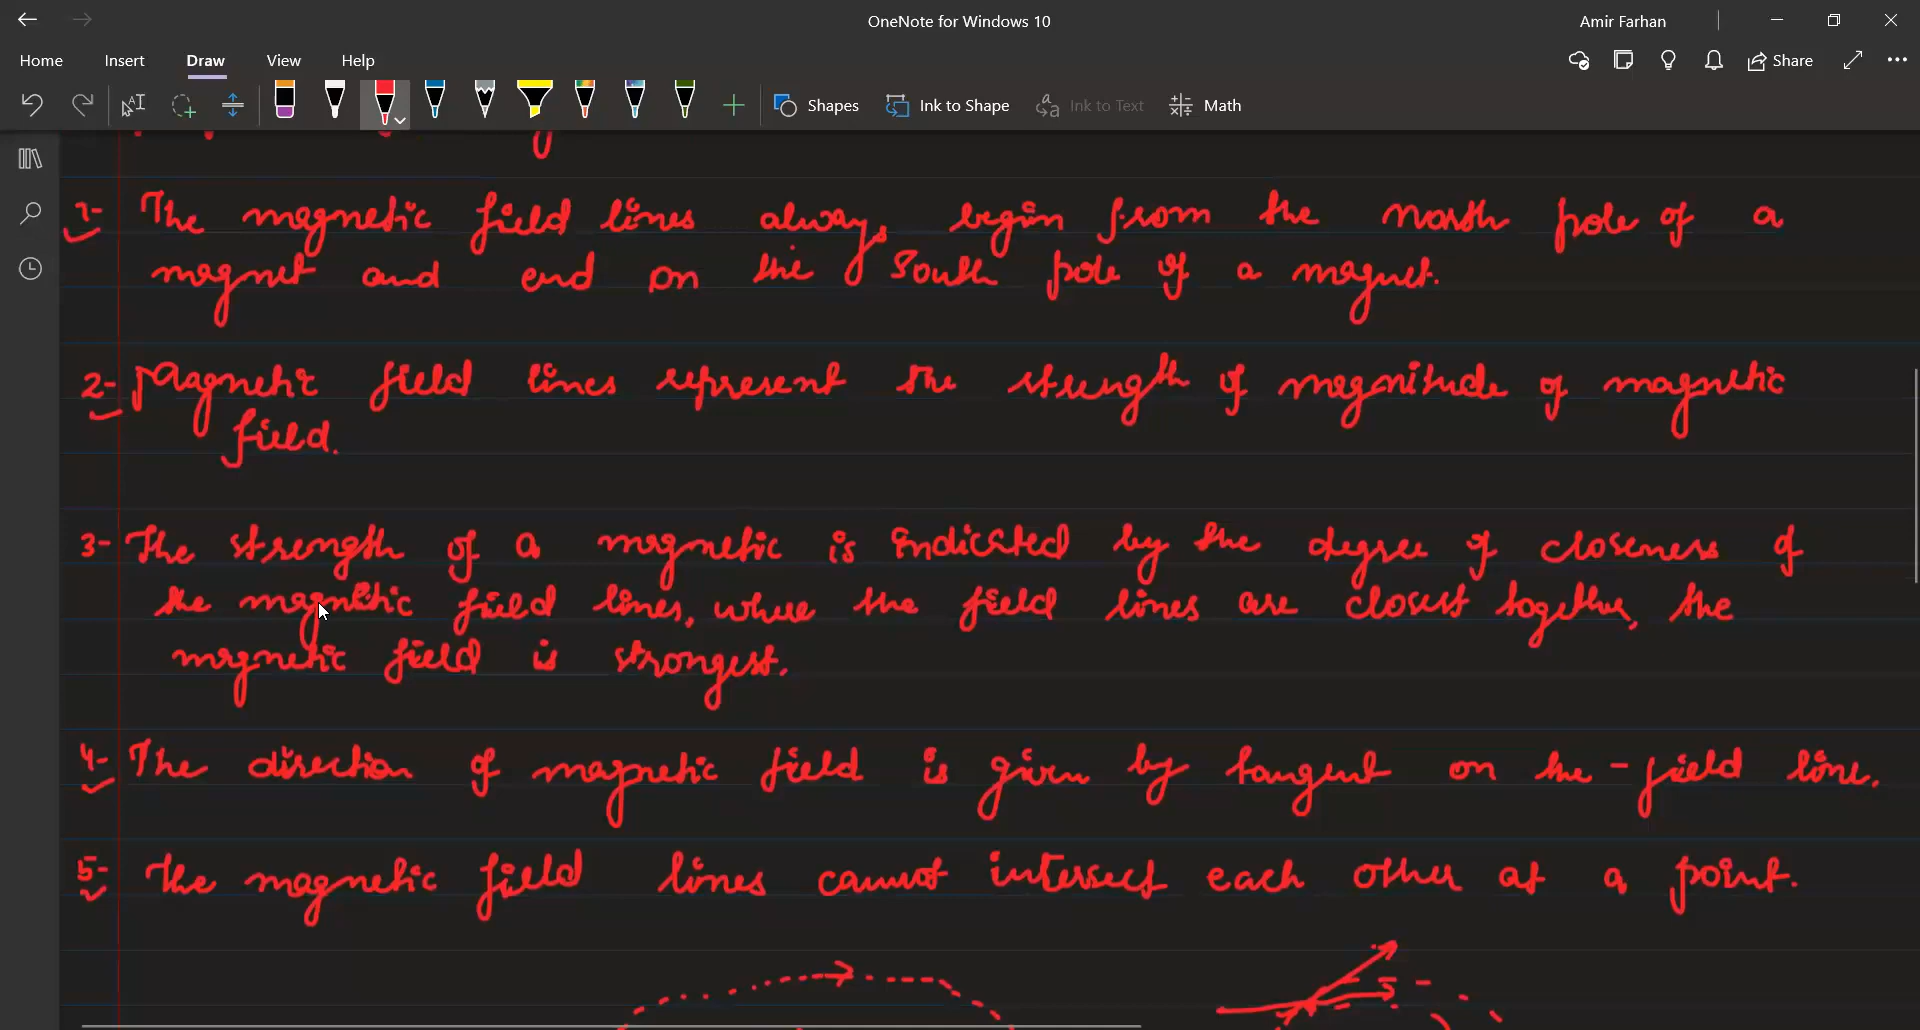 OneNote for Windows 10
Amir Farhan
Home Insert Draw View Help
Share
Shapes Ink to Shape Ink to Text Math
1- The magnetic field lines always begin from the north pole of a
magnet and end on the south pole of a magnet.
2- Magnetic field lines represent the strength of magnitude of magnetic
field.
3- The strength of a magnetic is indicated by the degree of closeness of
the magnetic field lines, where the field lines are closest together, the
magnetic field is strongest.
4- The direction of magnetic field is given by tangent on the - field line.
5- The magnetic field lines cannot intersect each other at a point.